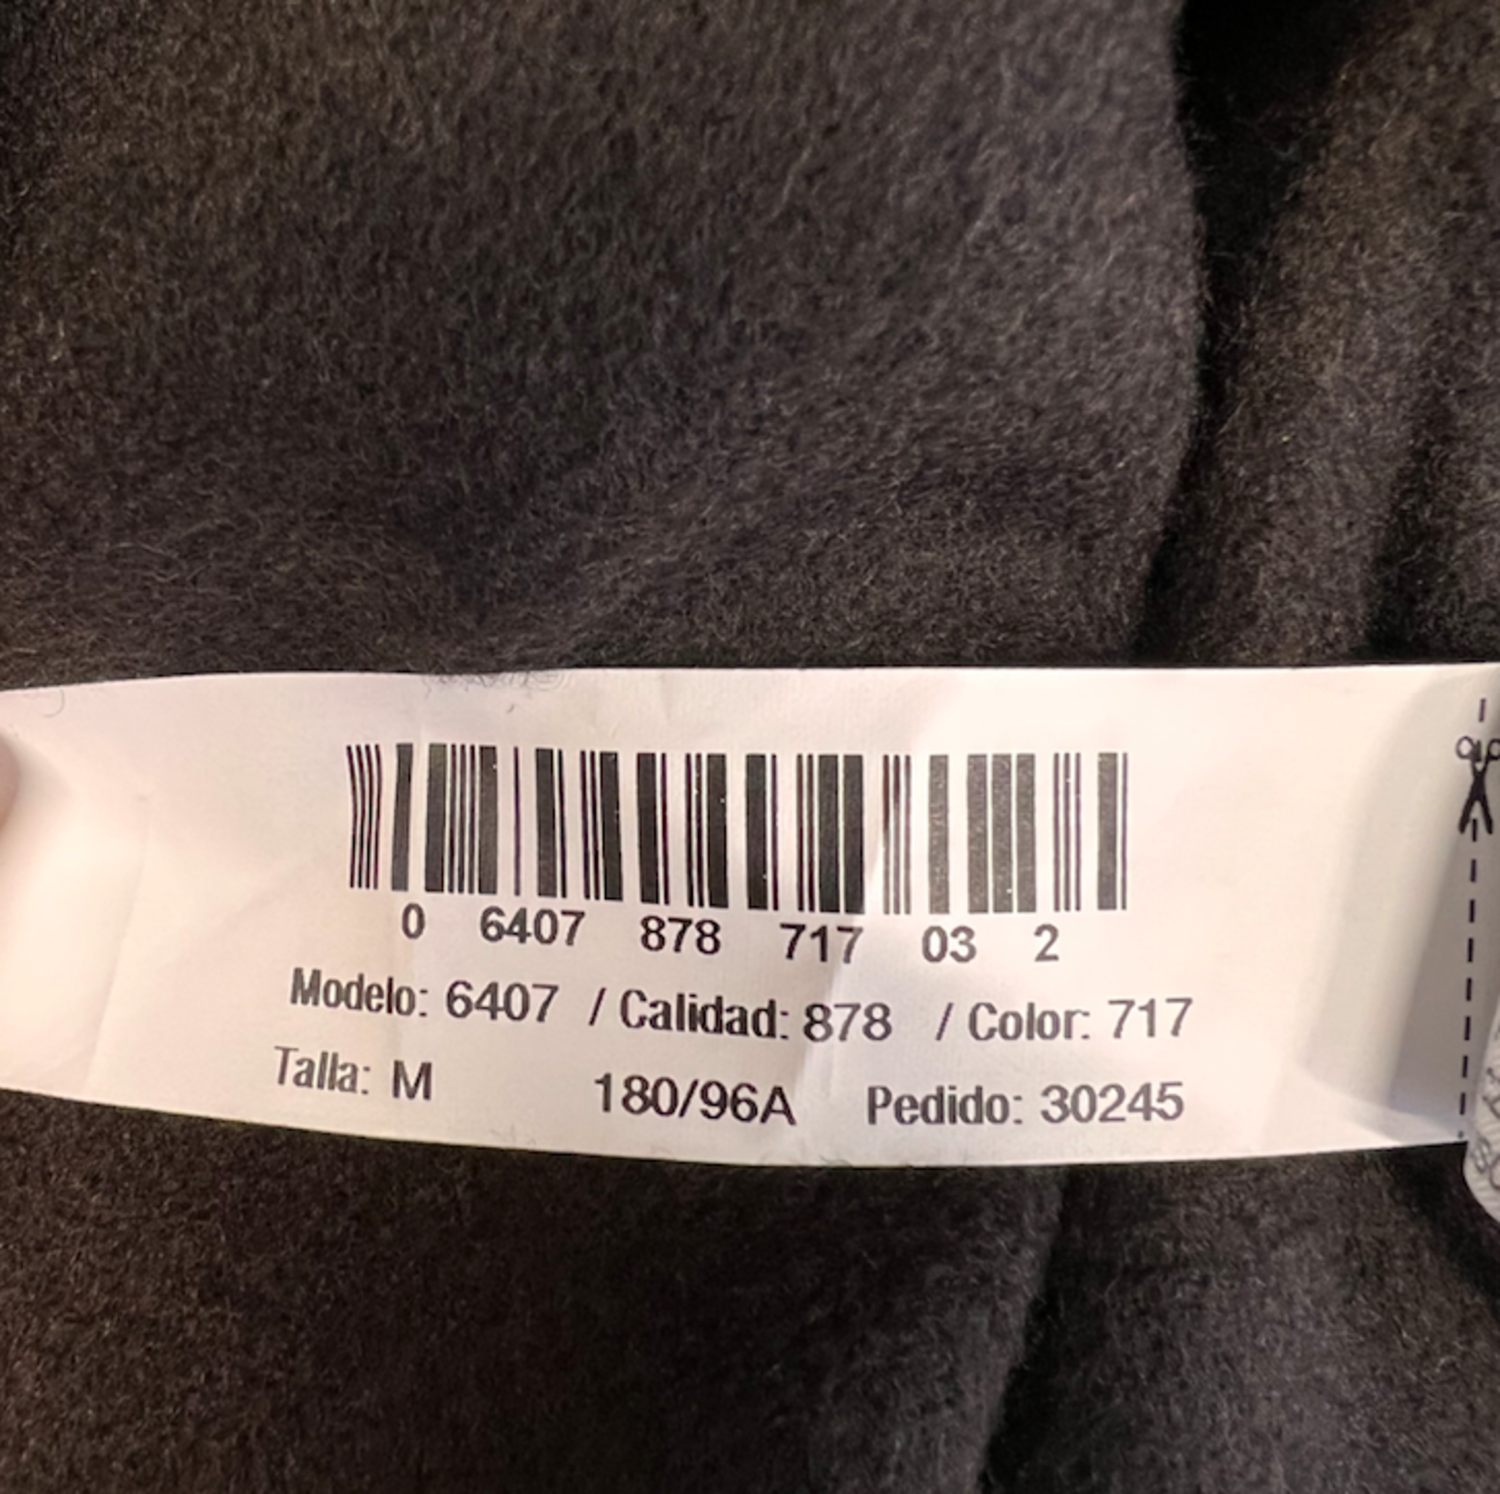 0 6407 878 717 03 2
Modelo: 6407 / Calidad: 878 / Color: 717
Talla: M 180/96A Pedido: 30245